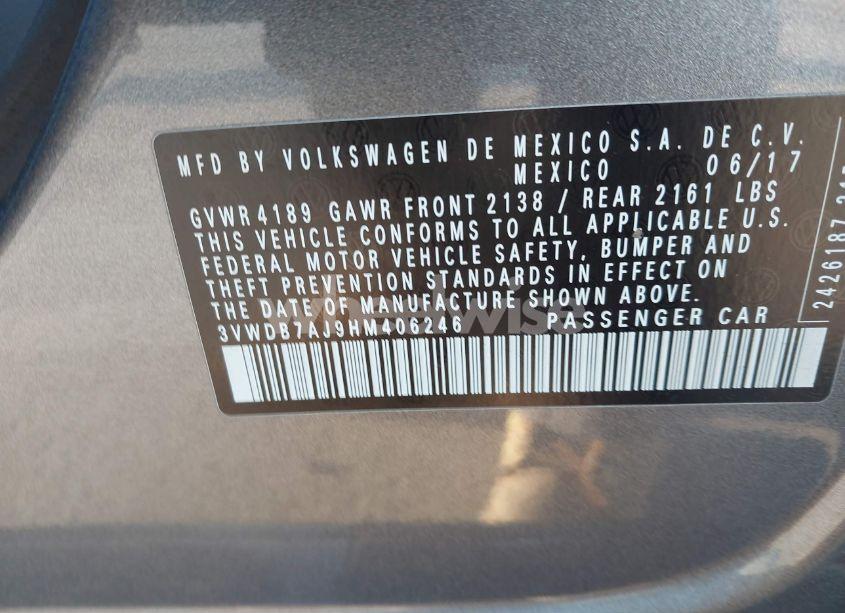 MFD BY VOLKSWAGEN DE MEXICO S.A. DE C.V.
MEXICO 06/17
GVWR 4189 GAWR FRONT 2138 / REAR 2161 LBS
THIS VEHICLE CONFORMS TO ALL APPLICABLE U.S.
FEDERAL MOTOR VEHICLE SAFETY, BUMPER AND
THEFT PREVENTION STANDARDS IN EFFECT ON
THE DATE OF MANUFACTURE SHOWN ABOVE.
3VWDB7AJ9HM406246 PASSENGER CAR
wheelwise
2426187